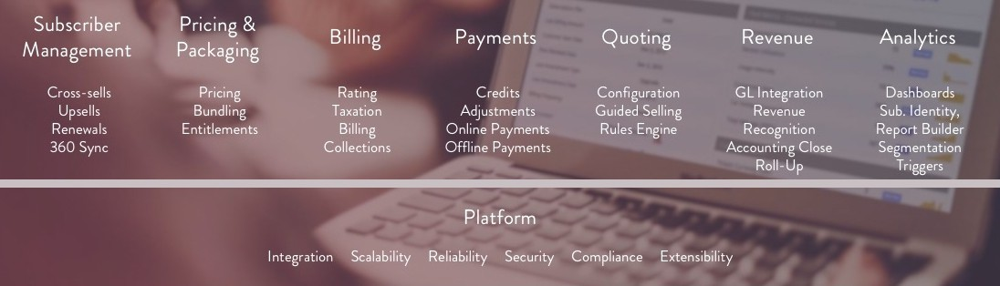 Subscriber
Management
Cross-sells
Upsells
Renewals
360 Sync
Pricing &
Packaging
Pricing
Bundling
Entitlements
Billing
Rating
Taxation
Billing
Collections
Payments
Credits
Adjustments
Online Payments
Offline Payments
Quoting
Configuration
Guided Selling
Rules Engine
Revenue
GL Integration
Revenue
Recognition
Accounting Close
Roll-Up
Analytics
Dashboards
Sub. Identity,
Report Builder
Segmentation
Triggers
Platform
Integration Scalability Reliability Security Compliance Extensibility